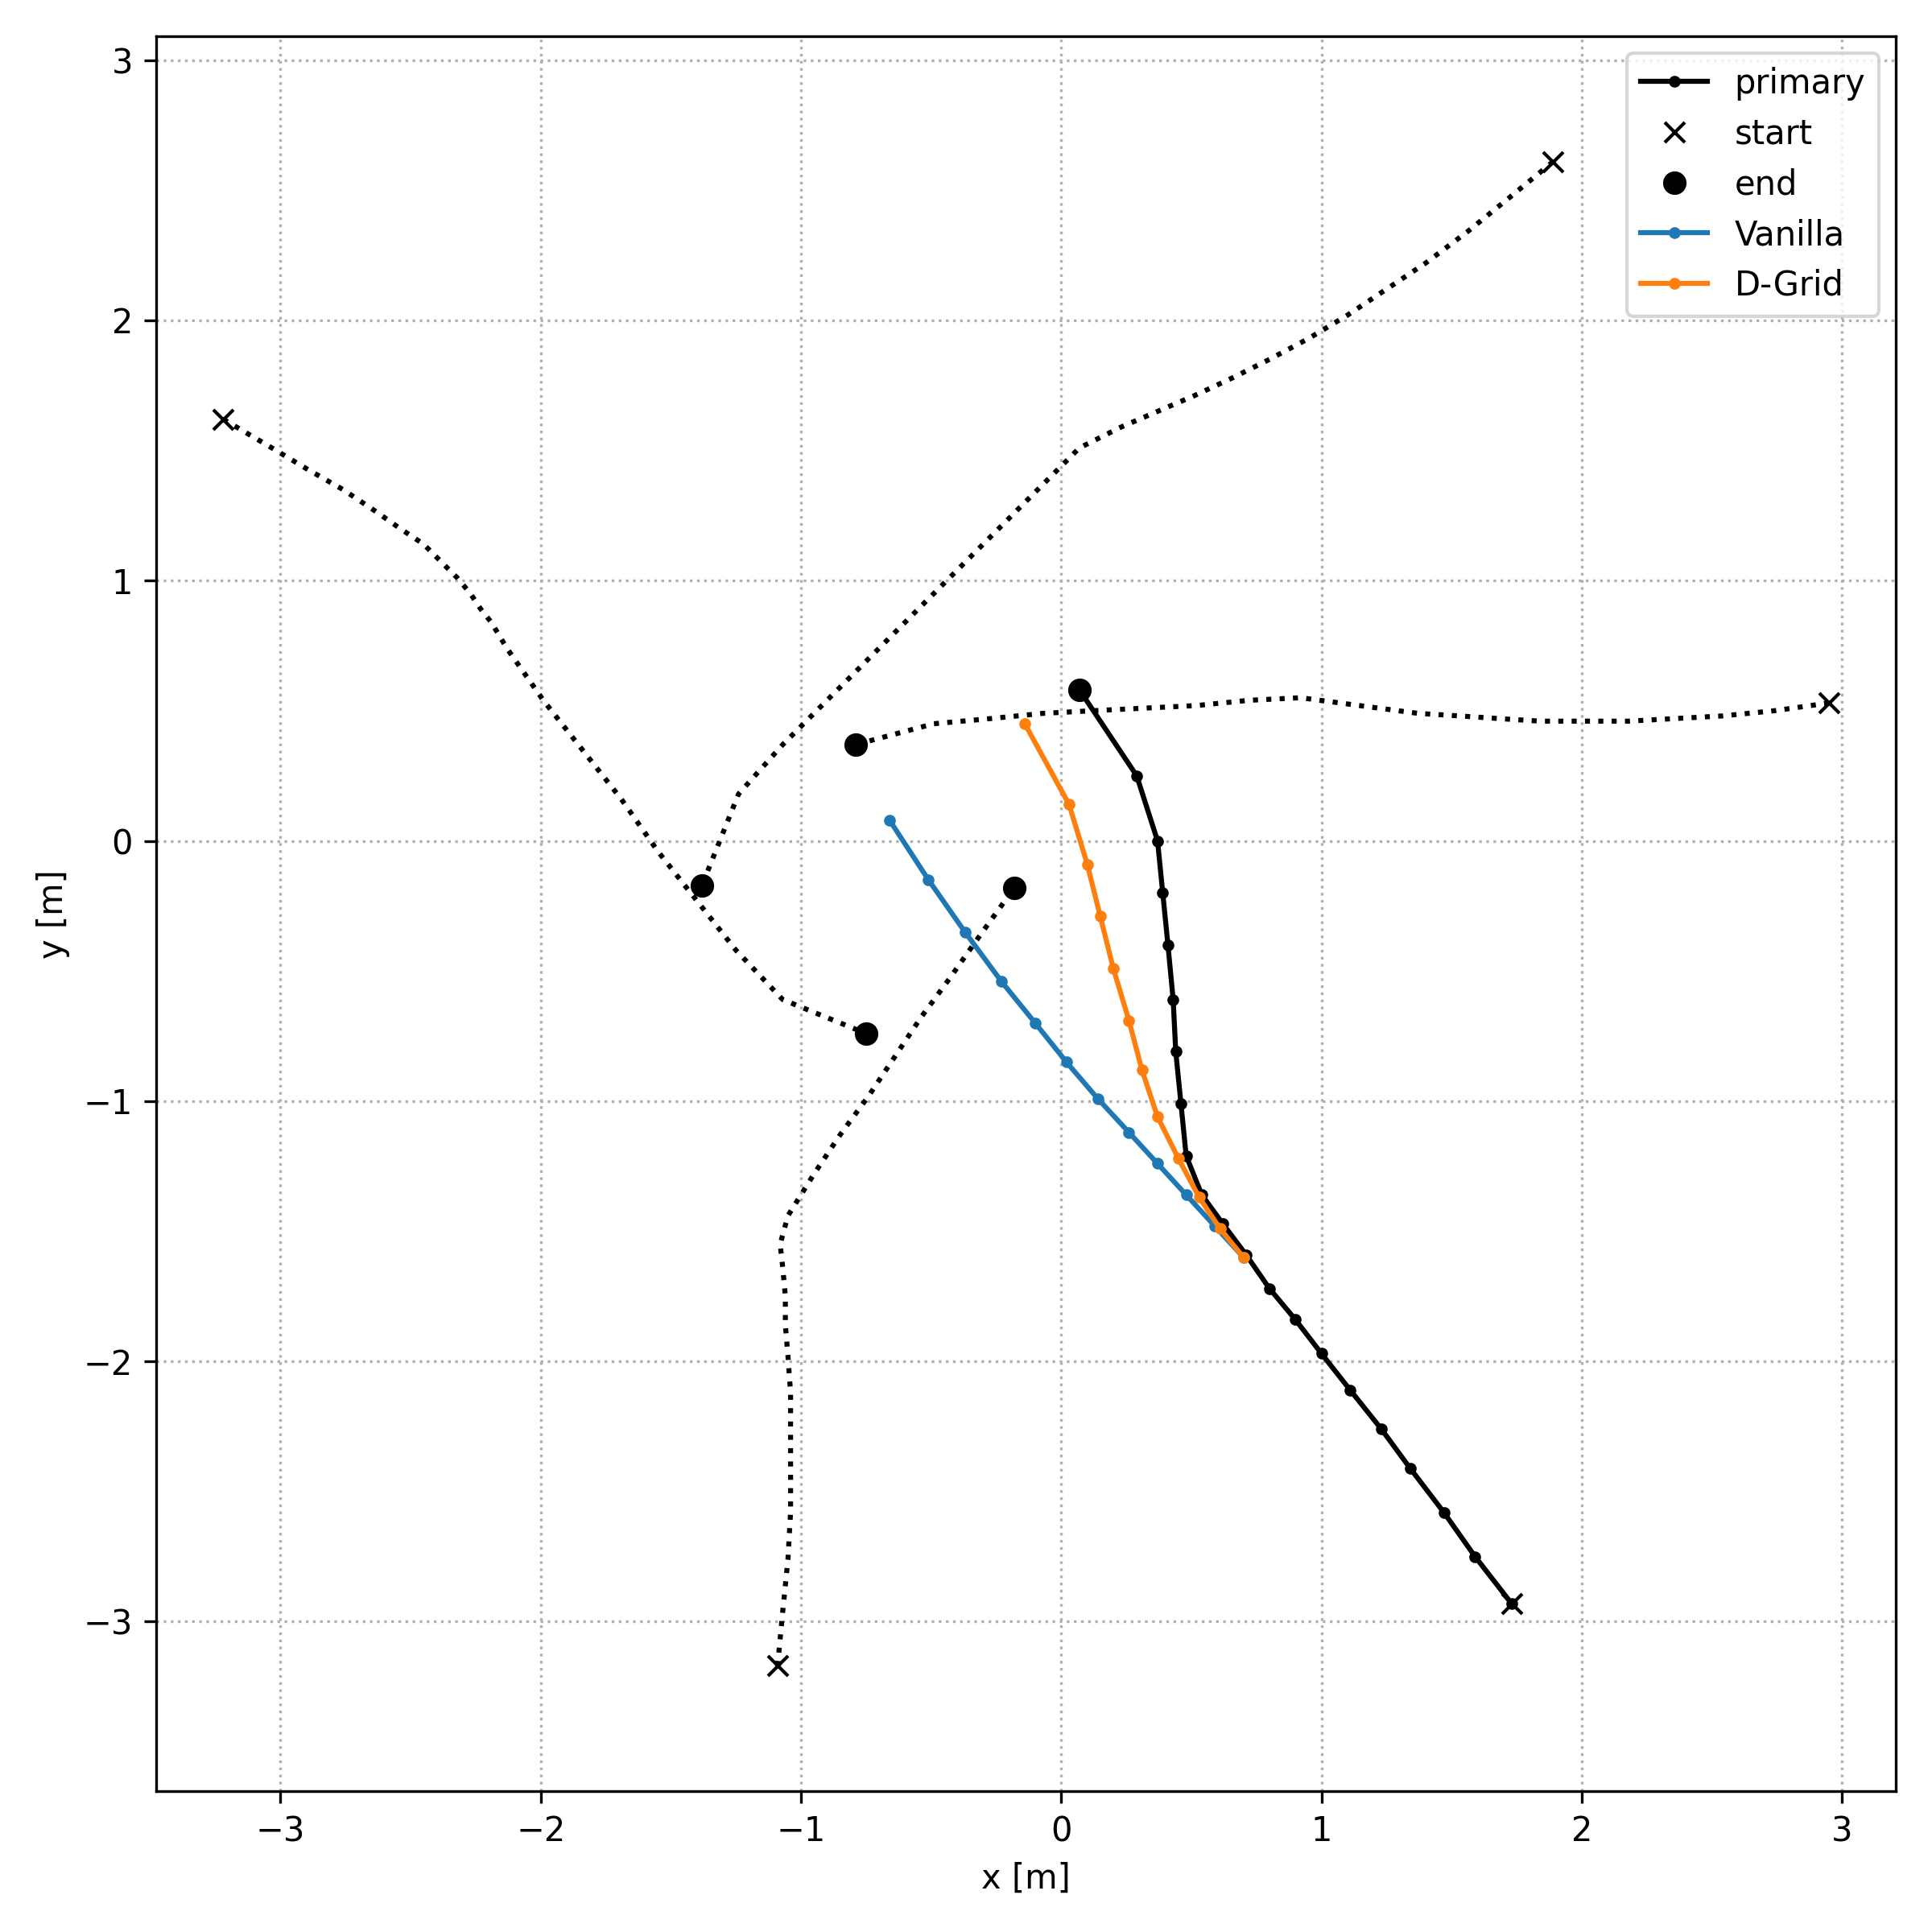 primary
start
end
Vanilla
D-Grid
3
2
1
0
−1
−2
−3
y [m]
−3 −2 −1 0 1 2 3
x [m]